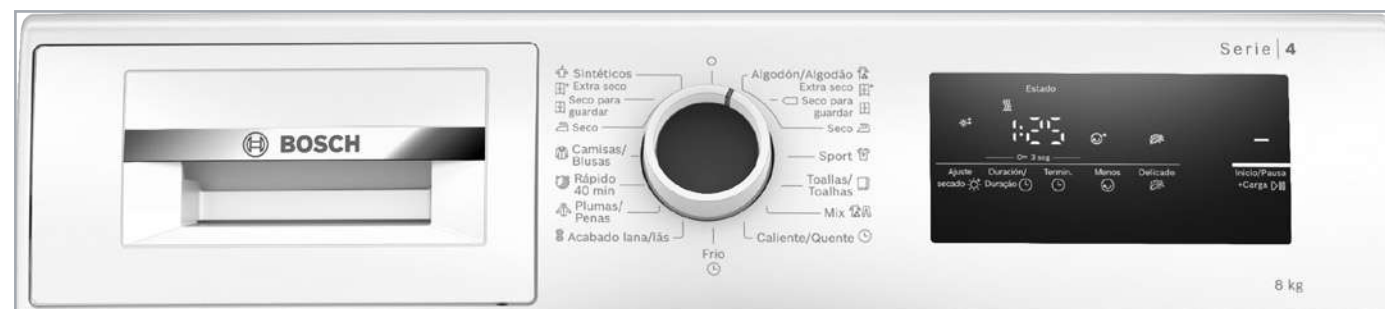 BOSCH
Sintéticos
Extra seco
Seco para
guardar
Seco
Camisas/
Blusas
Rápido
40 min
Plumas/
Penas
Acabado lana/lãs
Algodón/Algodão
Extra seco
Seco para
guardar
Seco
Sport
Toallas/
Toalhas
Mix
Caliente/Quente
Frio
Serie | 4
Estado
1:25
3 seg
Ajuste
secado
Duración/
Duração
Termin.
Menos
Delicado
Inicio/Pausa
+Carga
8 kg